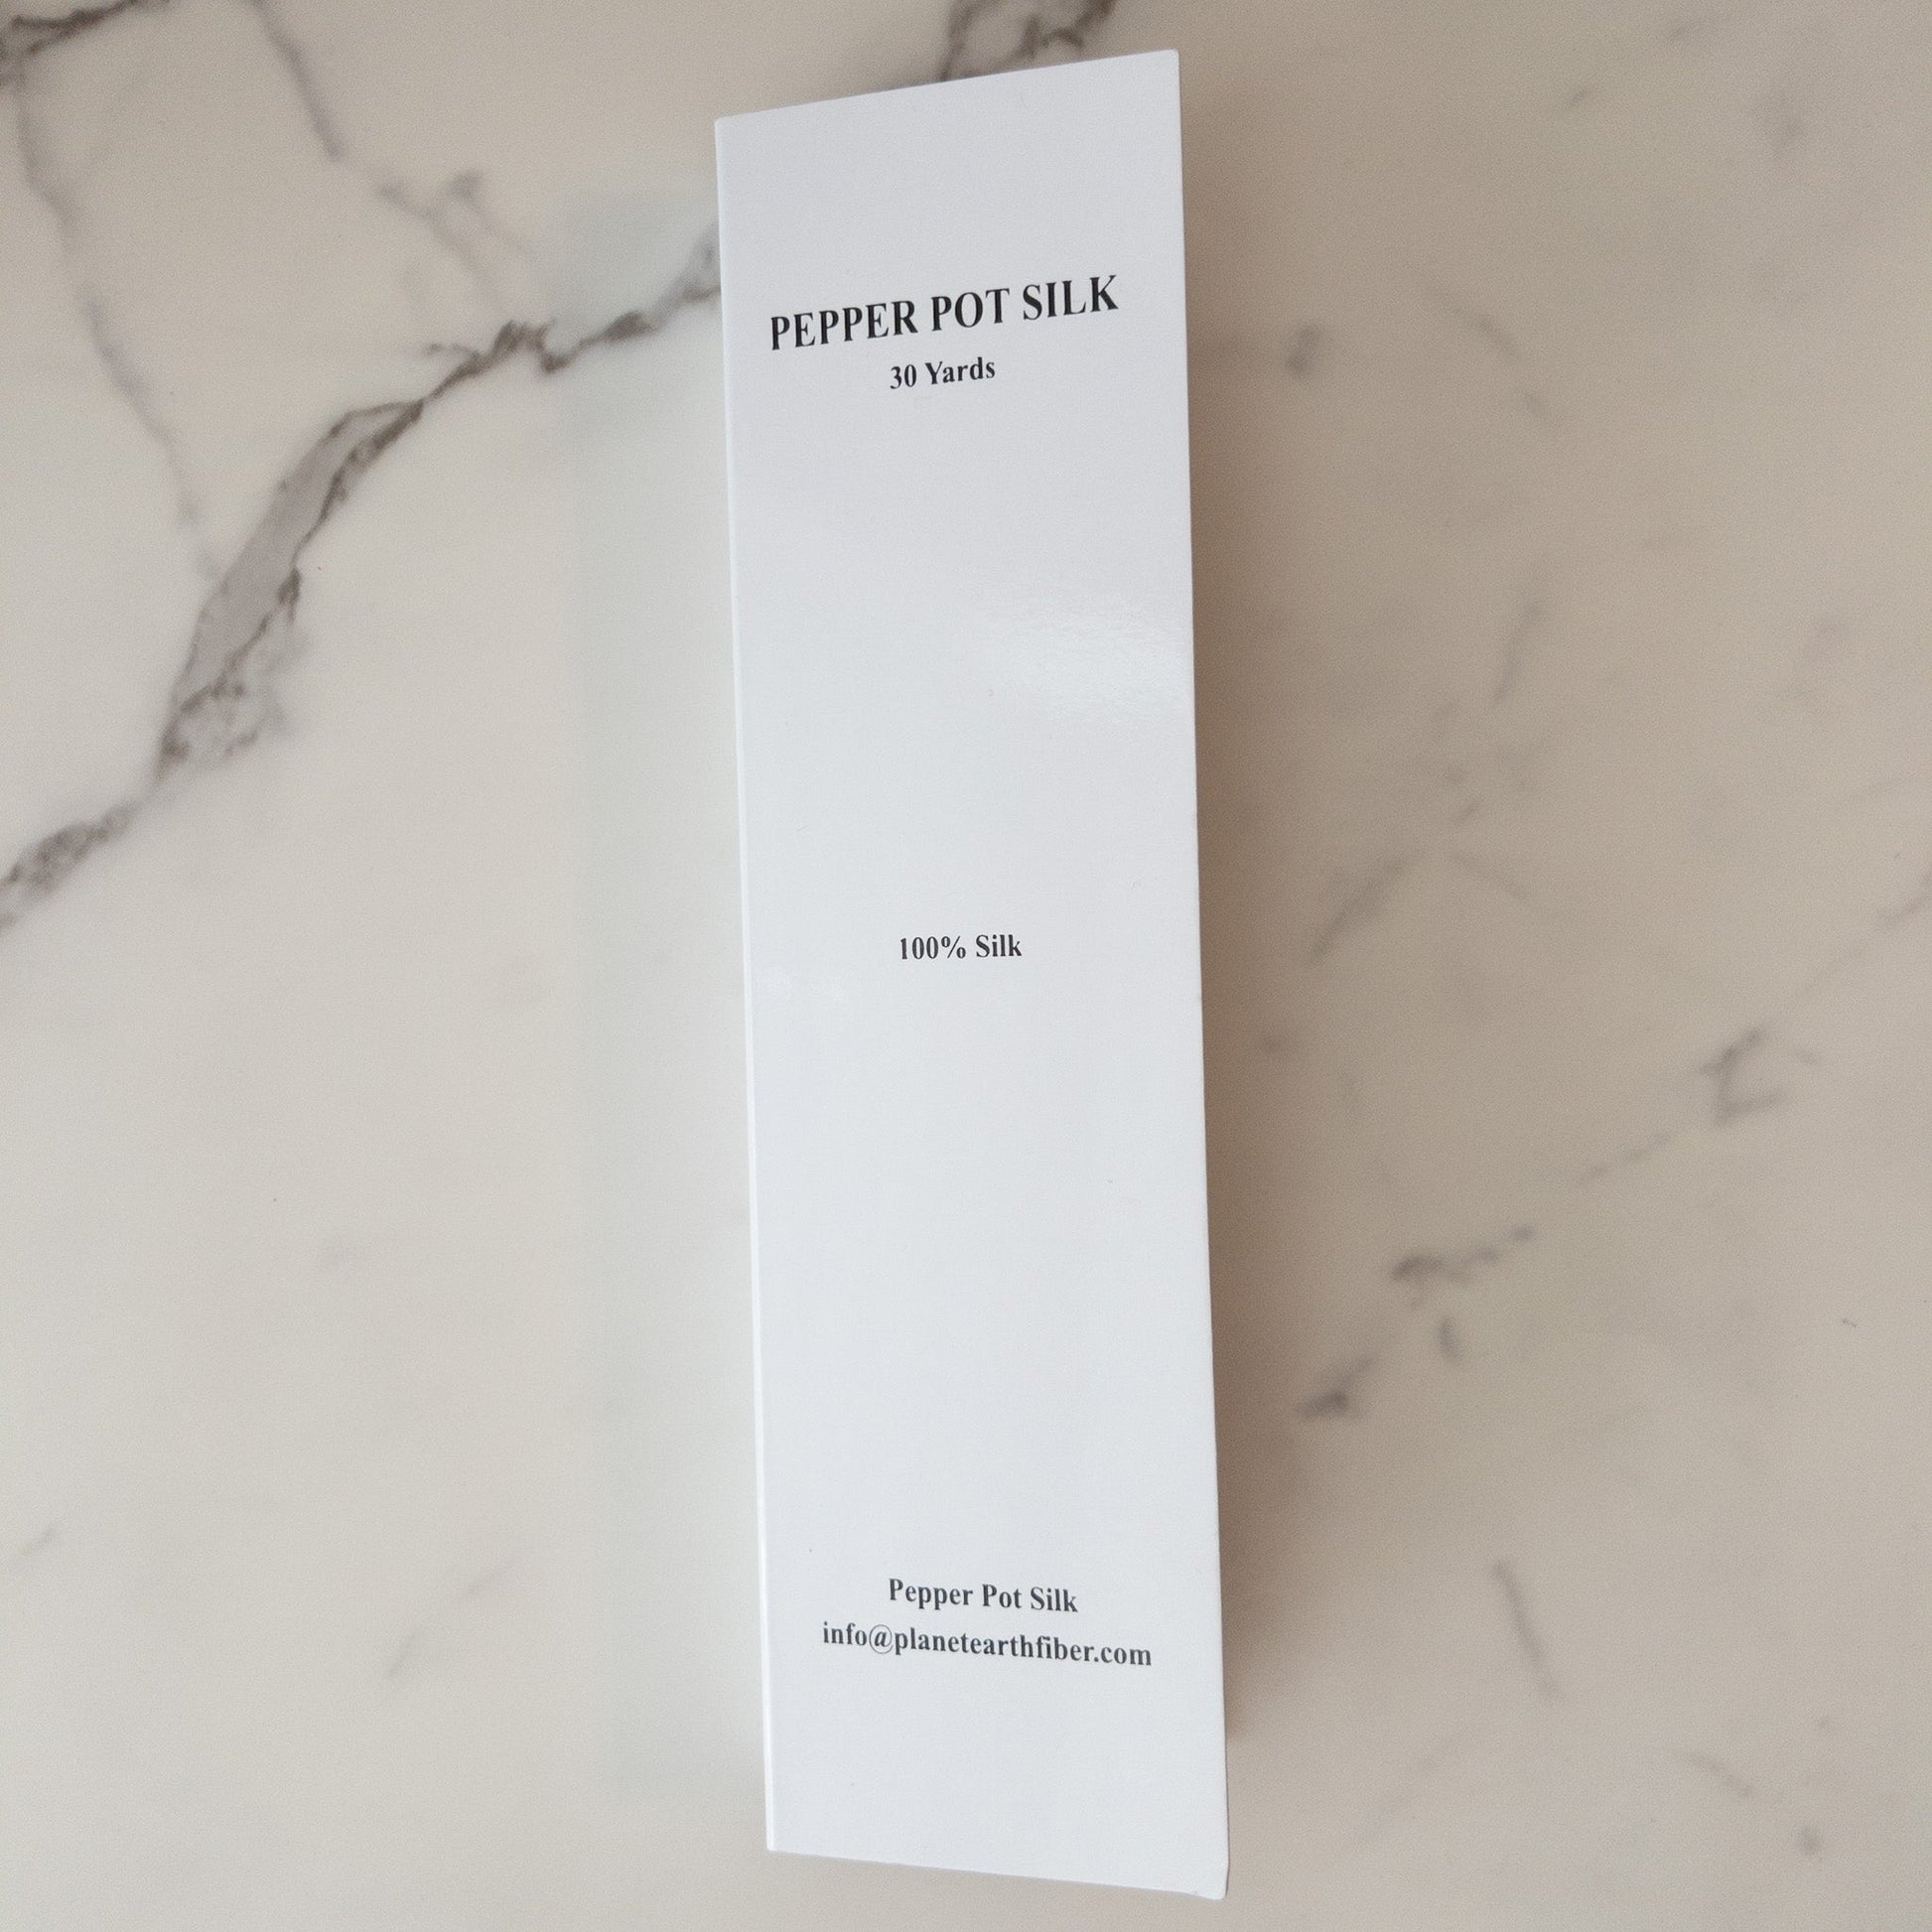 PEPPER POT SILK
30 Yards
100% Silk
Pepper Pot Silk
info@planetearthfiber.com